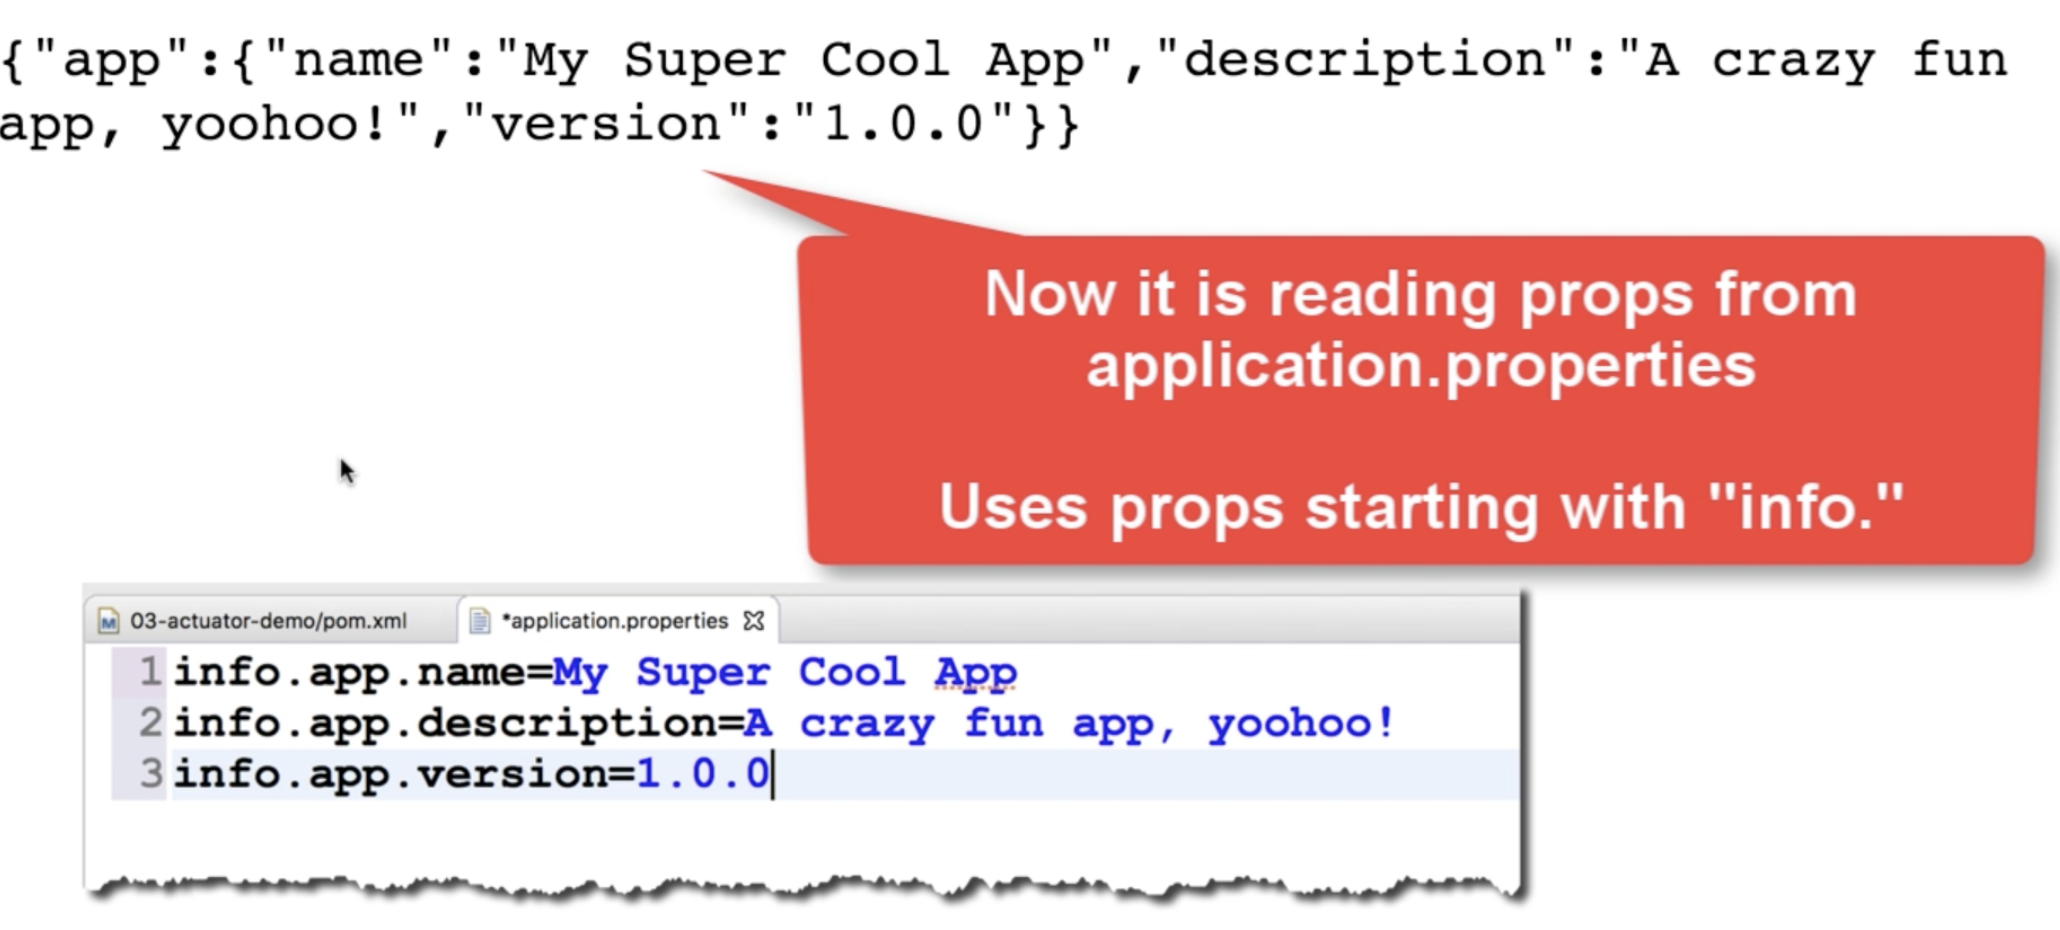 {"app":{"name":"My Super Cool App","description":"A crazy fun
app, yoohoo!","version":"1.0.0"}}
Now it is reading props from
application.properties
Uses props starting with "info."
03-actuator-demo/pom.xml
*application.properties
1 info.app.name=My Super Cool App
2 info.app.description=A crazy fun app, yoohoo!
3 info.app.version=1.0.0